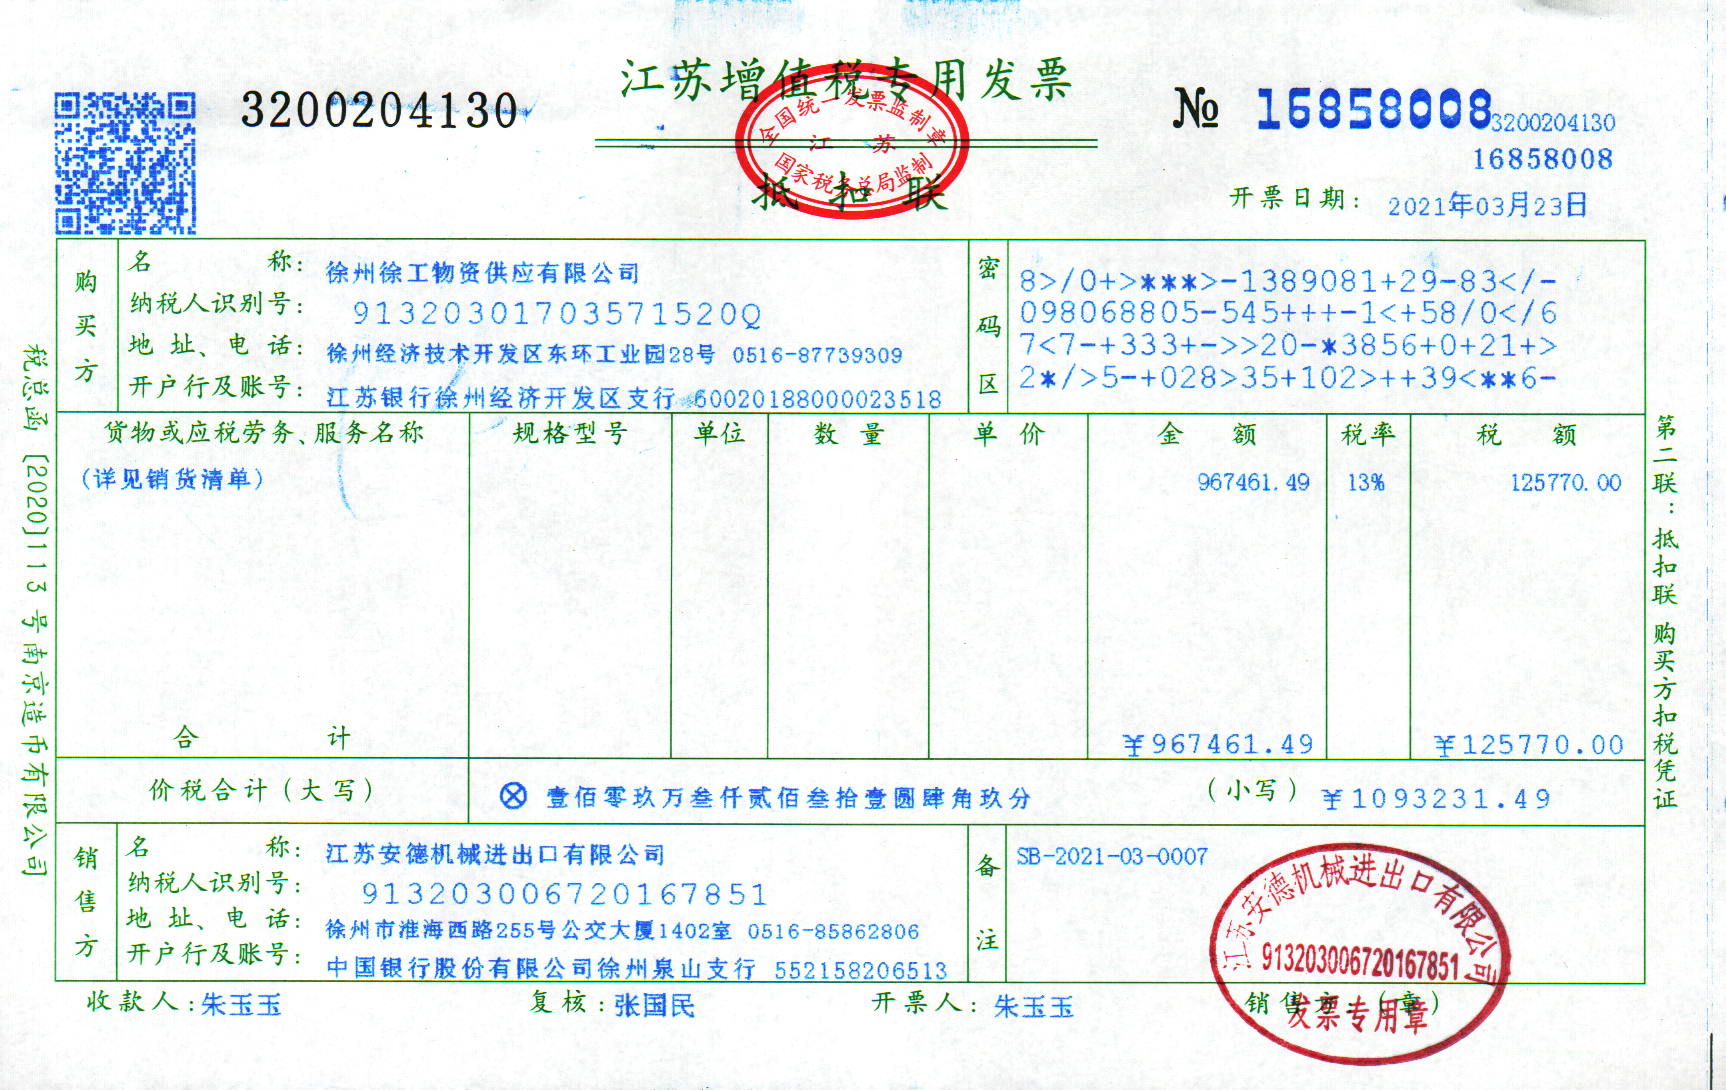 江苏增值税专用发票
3200204130
№ 16858008
3200204130
16858008
全国统一发票监制章
江苏
国家税务总局监制
抵扣联
开票日期: 2021年03月23日
购买方
名称: 徐州徐工物资供应有限公司
纳税人识别号: 91320301703571520Q
地址、电话: 徐州经济技术开发区东环工业园28号 0516-87739309
开户行及账号: 江苏银行徐州经济开发区支行 60020188000023518
密码区
8>/0+>***>-1389081+29-83</-
098068805-545+++-1<+58/0</6
7<7-+333+->>20-*3856+0+21+>
2*/>5-+028>35+102>++39<**6-
货物或应税劳务、服务名称 规格型号 单位 数量 单价 金额 税率 税额
(详见销货清单) 967461.49 13% 125770.00
合计 ¥967461.49 ¥125770.00
价税合计(大写) ⊗ 壹佰零玖万叁仟贰佰叁拾壹圆肆角玖分 (小写) ¥1093231.49
销售方
名称: 江苏安德机械进出口有限公司
纳税人识别号: 913203006720167851
地址、电话: 徐州市淮海西路255号公交大厦1402室 0516-85862806
开户行及账号: 中国银行股份有限公司徐州泉山支行 552158206513
备注
SB-2021-03-0007
江苏安德机械进出口有限公司
913203006720167851
发票专用章
收款人: 朱玉玉 复核: 张国民 开票人: 朱玉玉 销售方: (章)
税总函[2020]113号南京造币有限公司
第二联: 抵扣联 购买方扣税凭证